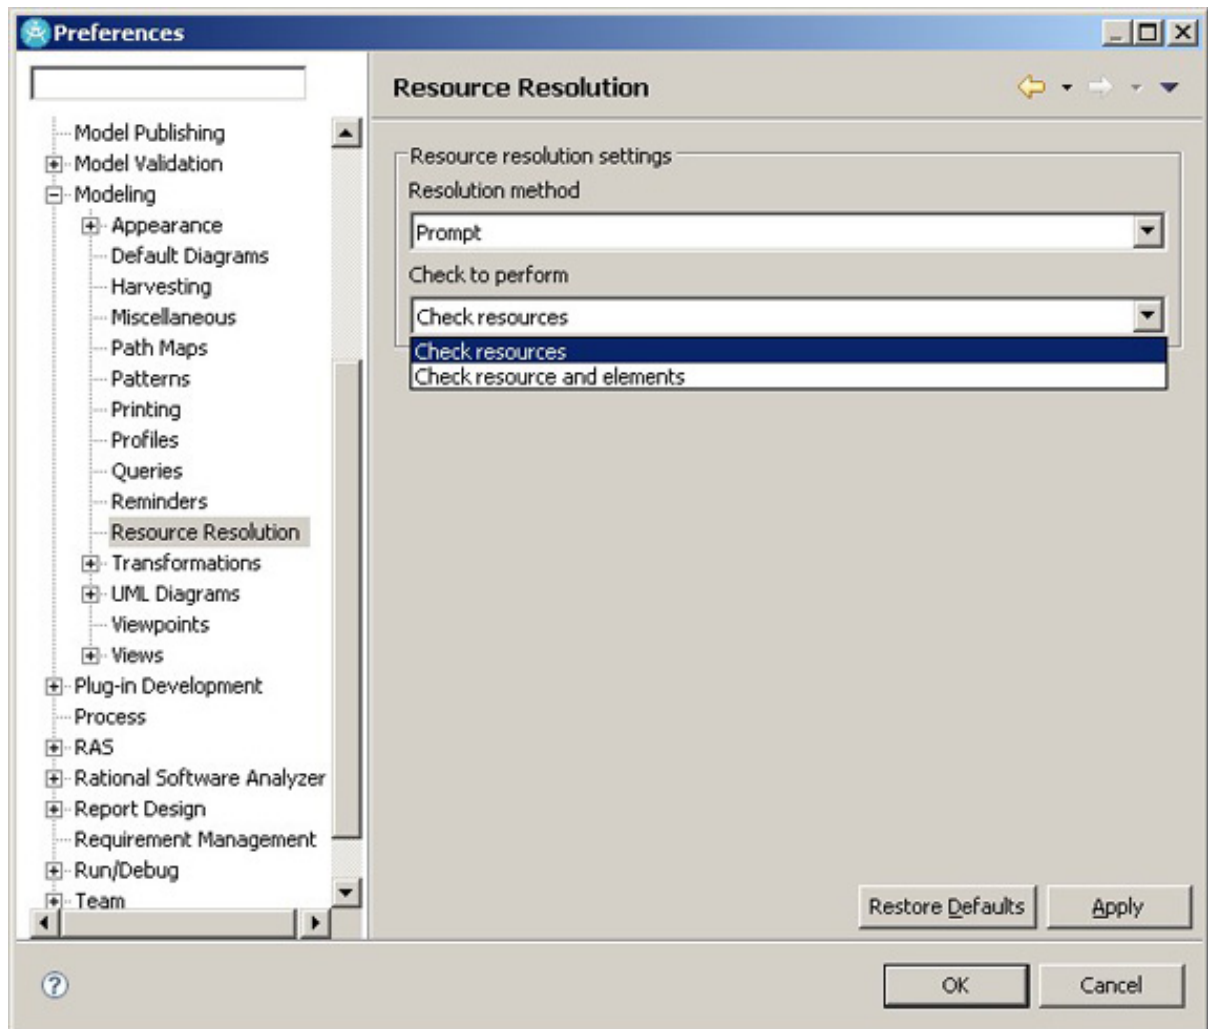 Preferences
Resource Resolution
Model Publishing
Model Validation
Modeling
Appearance
Default Diagrams
Harvesting
Miscellaneous
Path Maps
Patterns
Printing
Profiles
Queries
Reminders
Resource Resolution
Transformations
UML Diagrams
Viewpoints
Views
Plug-in Development
Process
RAS
Rational Software Analyzer
Report Design
Requirement Management
Run/Debug
Team
Resource resolution settings
Resolution method
Prompt
Check to perform
Check resources
Check resources
Check resource and elements
Restore Defaults
Apply
?
OK
Cancel